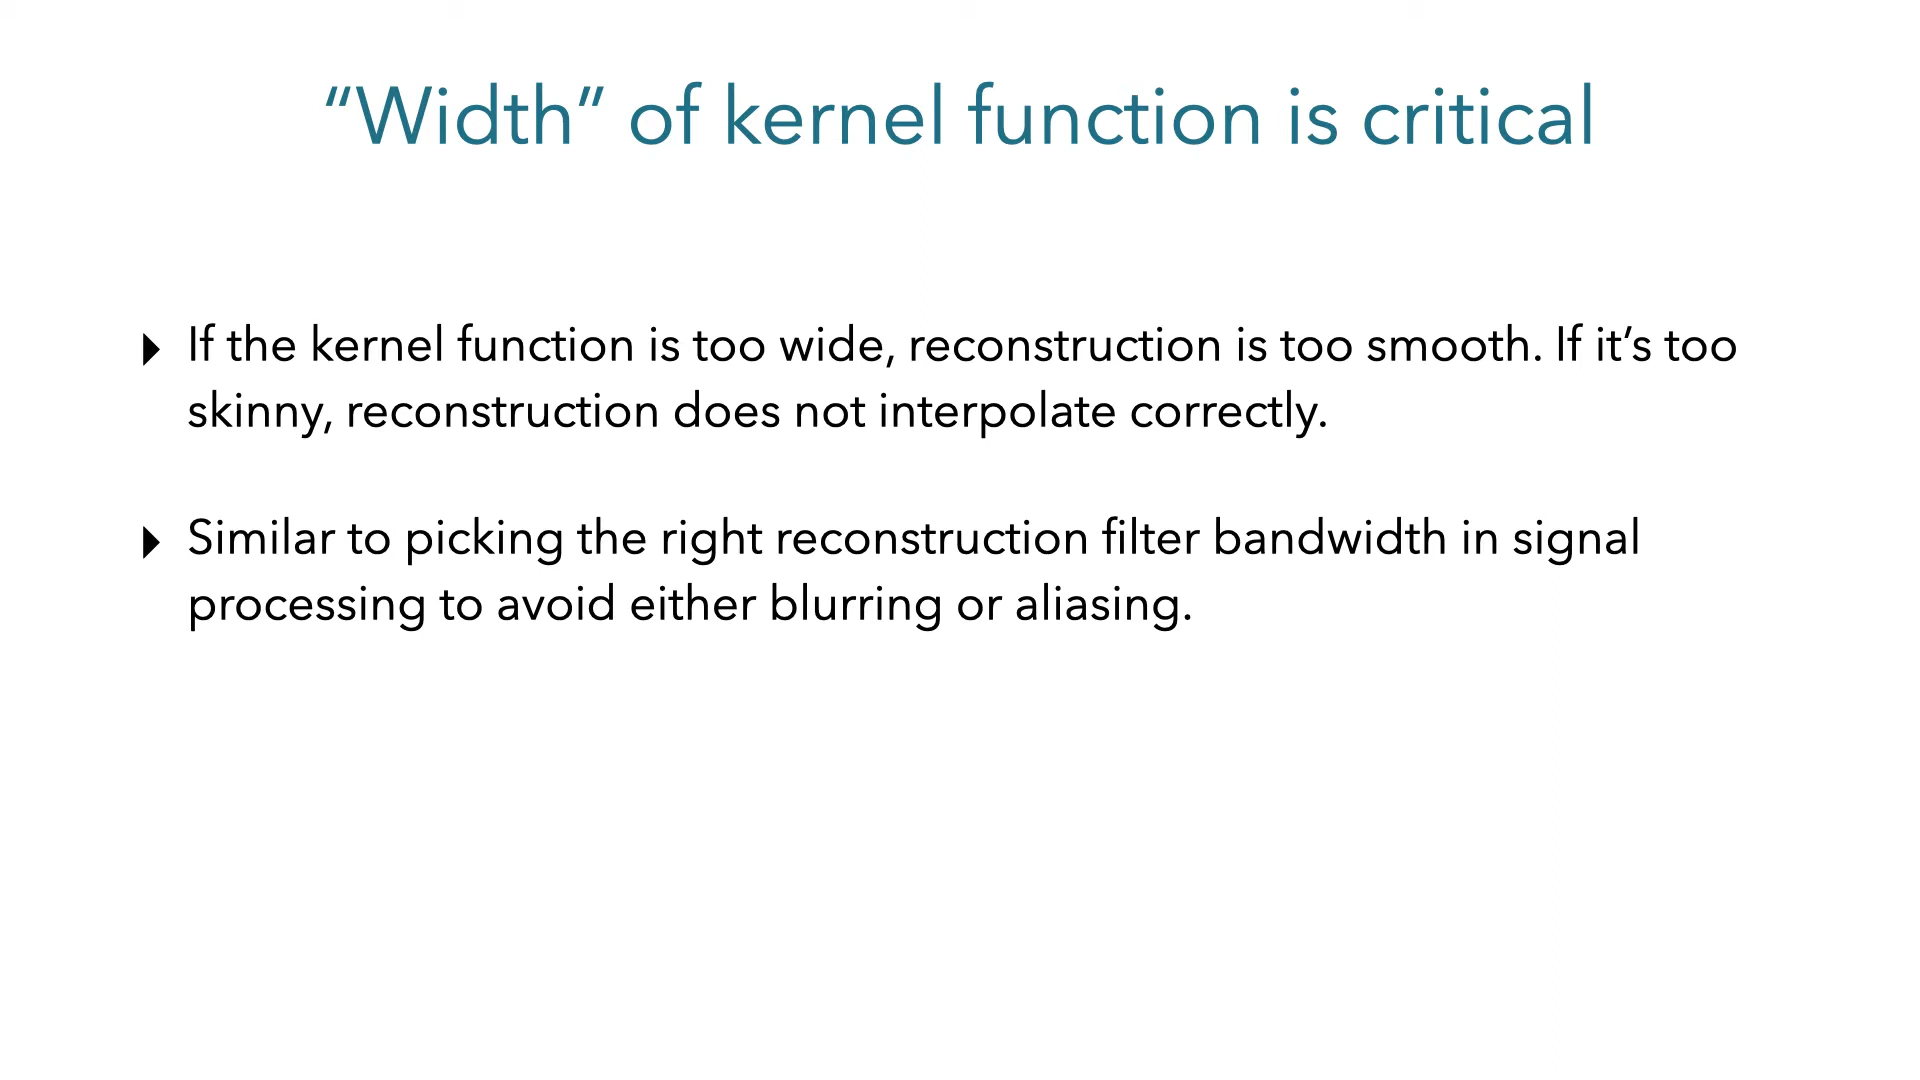 “Width” of kernel function is critical
If the kernel function is too wide, reconstruction is too smooth. If it’s too
skinny, reconstruction does not interpolate correctly.
Similar to picking the right reconstruction filter bandwidth in signal
processing to avoid either blurring or aliasing.